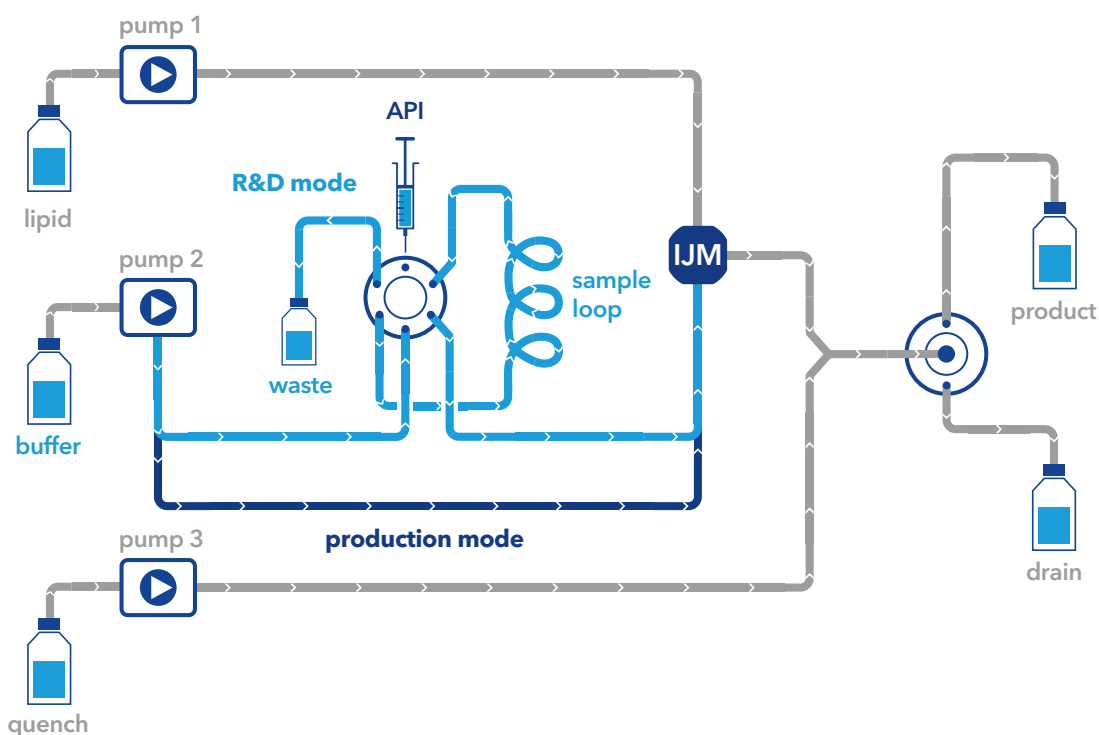 pump 1
API
R&D mode
lipid
pump 2
IJM
sample
loop
product
waste
buffer
production mode
pump 3
drain
quench